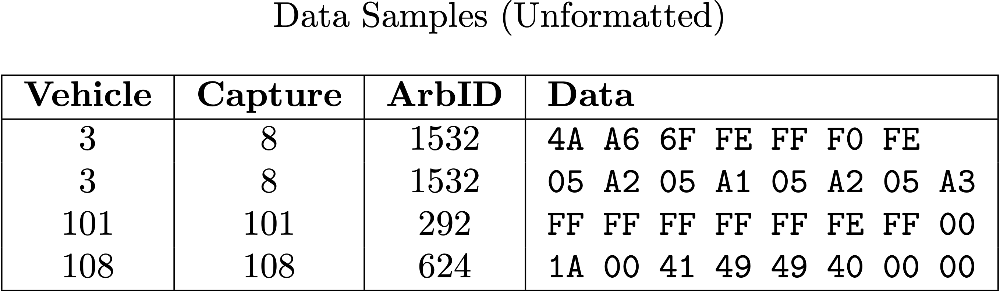 Data Samples (Unformatted)
Vehicle Capture ArbID Data
3 8 1532 4A A6 6F FE FF F0 FE
3 8 1532 05 A2 05 A1 05 A2 05 A3
101 101 292 FF FF FF FF FF FE FF 00
108 108 624 1A 00 41 49 49 40 00 00